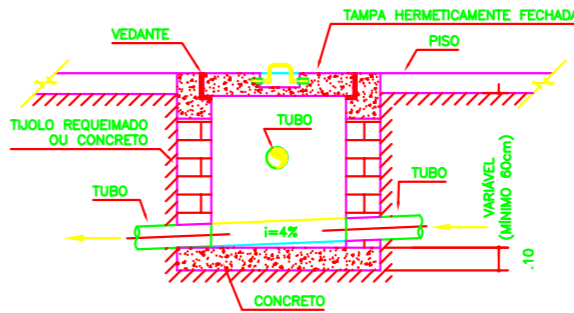 TAMPA HERMETICAMENTE FECHADA
VEDANTE
PISO
TUBO
TIJOLO REQUEIMADO
OU CONCRETO
TUBO
TUBO
VARIÁVEL
(MÍNIMO 60cm)
i=4%
.10
CONCRETO